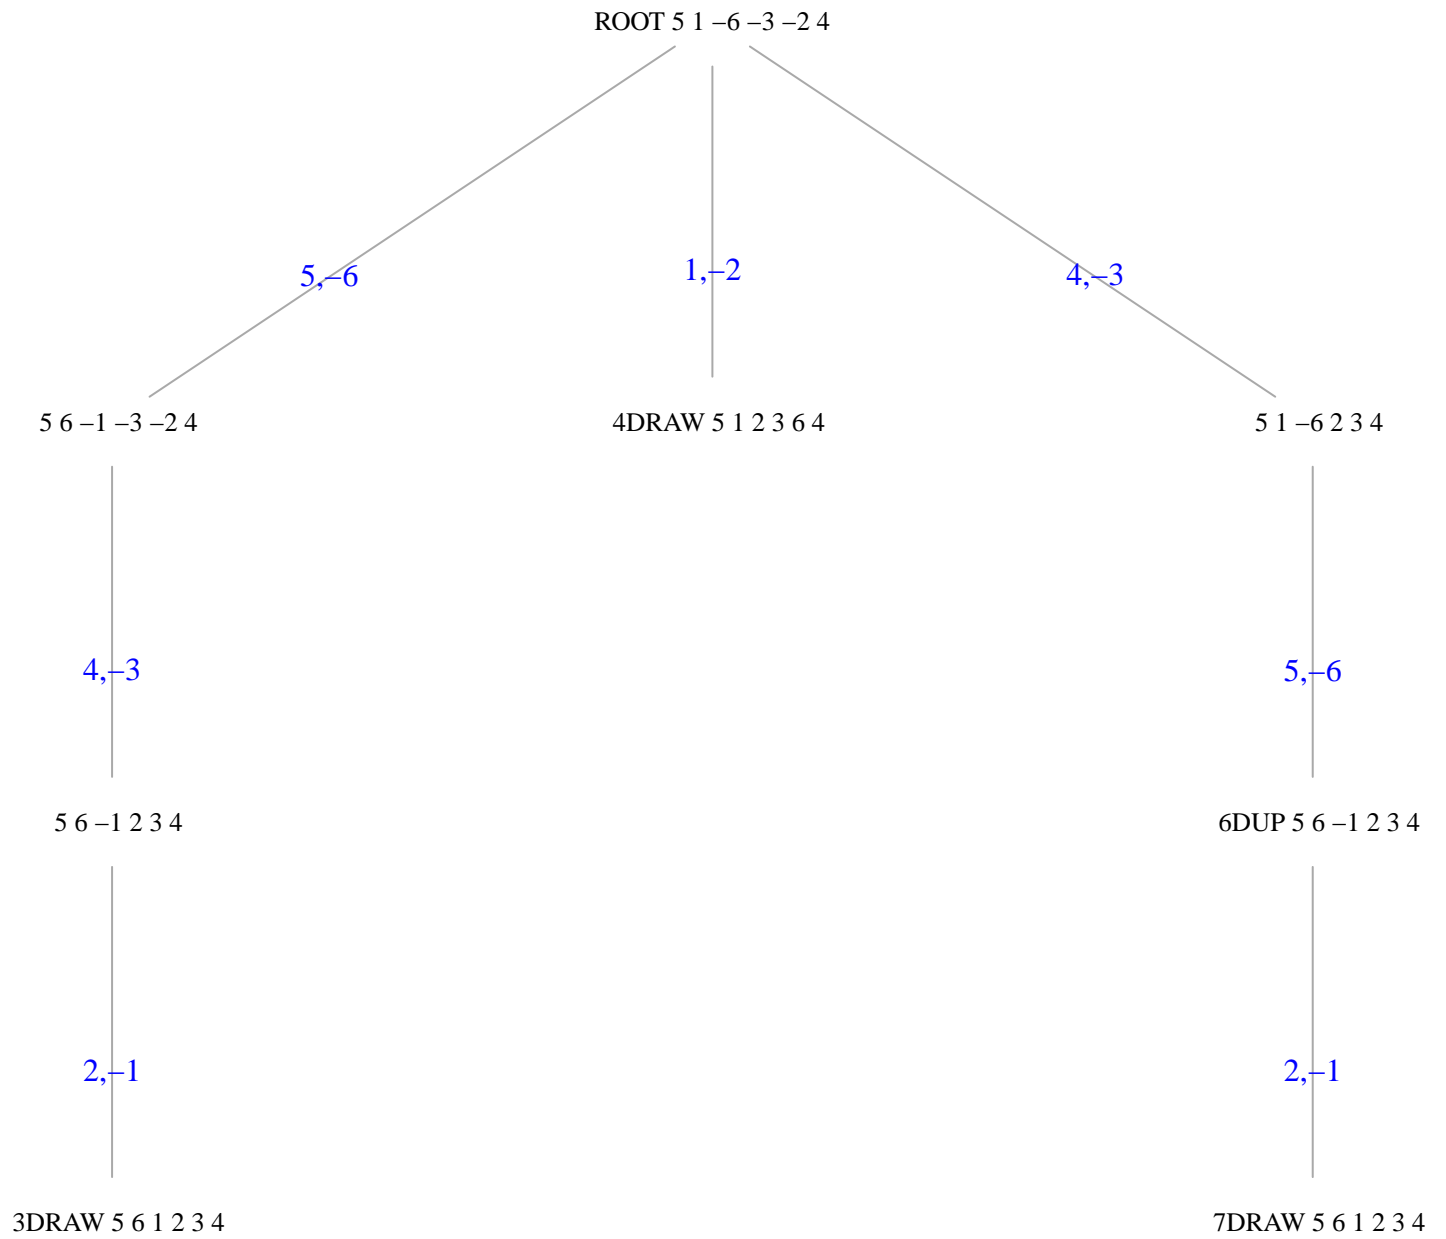 ROOT 5 1 –6 –3 –2 4
5,–6
1,–2
4,–3
5 6 –1 –3 –2 4
4DRAW 5 1 2 3 6 4
5 1 –6 2 3 4
4,–3
5,–6
5 6 –1 2 3 4
6DUP 5 6 –1 2 3 4
2,–1
2,–1
3DRAW 5 6 1 2 3 4
7DRAW 5 6 1 2 3 4